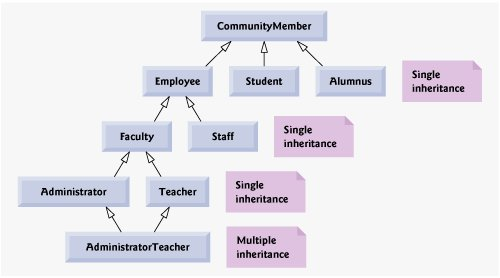 CommunityMember
Employee
Student
Alumnus
Single
inheritance
Faculty
Staff
Single
inheritance
Administrator
Teacher
Single
inheritance
AdministratorTeacher
Multiple
inheritance